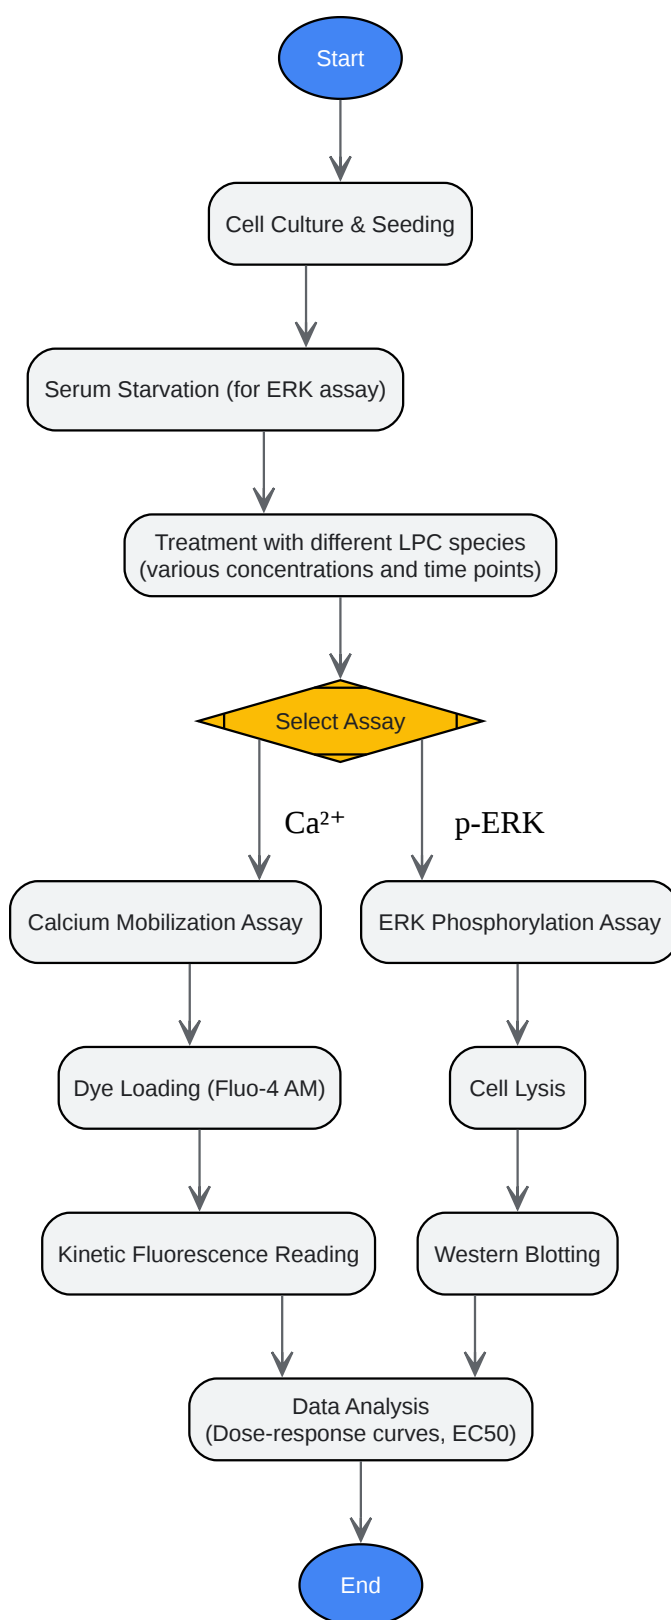 Start
Cell Culture & Seeding
Serum Starvation (for ERK assay)
Treatment with different LPC species
(various concentrations and time points)
Select Assay
Ca²⁺
p-ERK
Calcium Mobilization Assay
ERK Phosphorylation Assay
Dye Loading (Fluo-4 AM)
Cell Lysis
Kinetic Fluorescence Reading
Western Blotting
Data Analysis
(Dose-response curves, EC50)
End